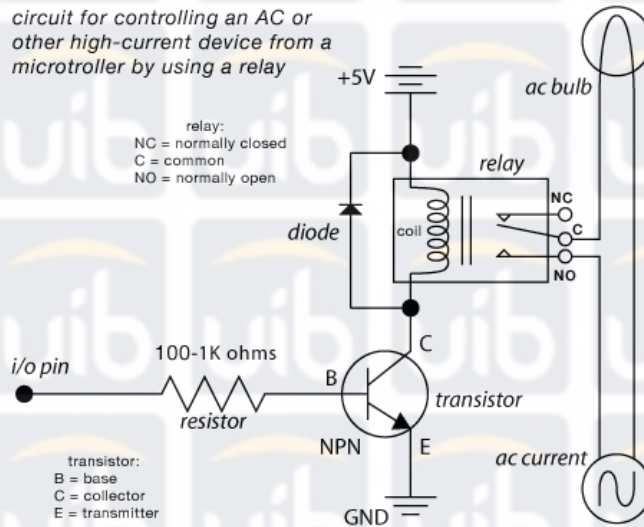 circuit for controlling an AC or
other high-current device from a
microtroller by using a relay
+5V
ac bulb
relay:
NC = normally closed
C = common
NO = normally open
relay
NC
C
NO
diode
coil
i/o pin
100-1K ohms
resistor
B
C
transistor
NPN
E
transistor:
B = base
C = collector
E = transmitter
GND
ac current
uib